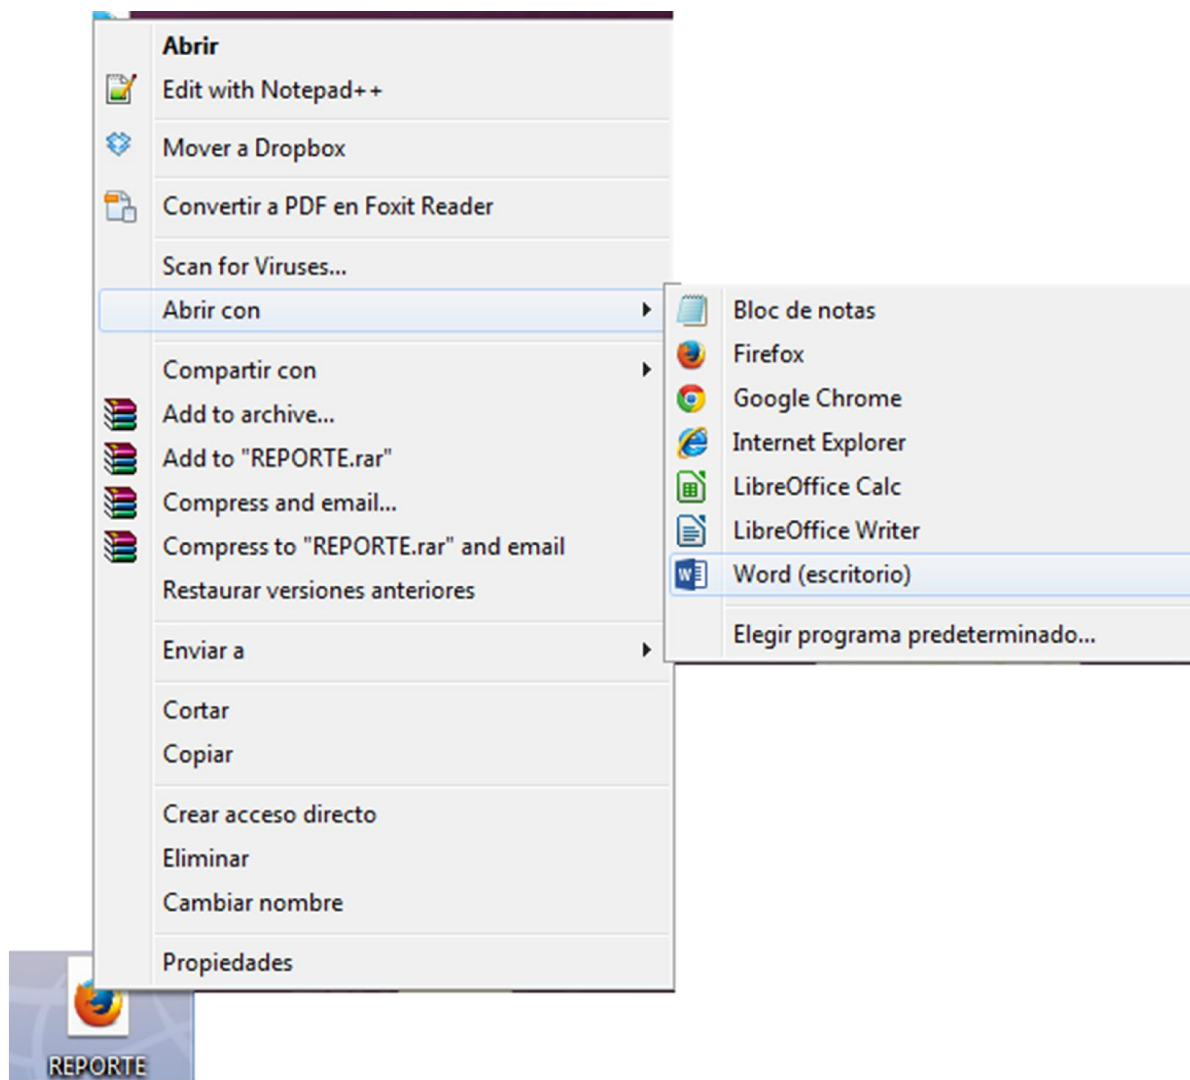 Abrir
Edit with Notepad++
Mover a Dropbox
Convertir a PDF en Foxit Reader
Scan for Viruses...
Abrir con
Compartir con
Add to archive...
Add to "REPORTE.rar"
Compress and email...
Compress to "REPORTE.rar" and email
Restaurar versiones anteriores
Enviar a
Cortar
Copiar
Crear acceso directo
Eliminar
Cambiar nombre
Propiedades
Bloc de notas
Firefox
Google Chrome
Internet Explorer
LibreOffice Calc
LibreOffice Writer
Word (escritorio)
Elegir programa predeterminado...
REPORTE